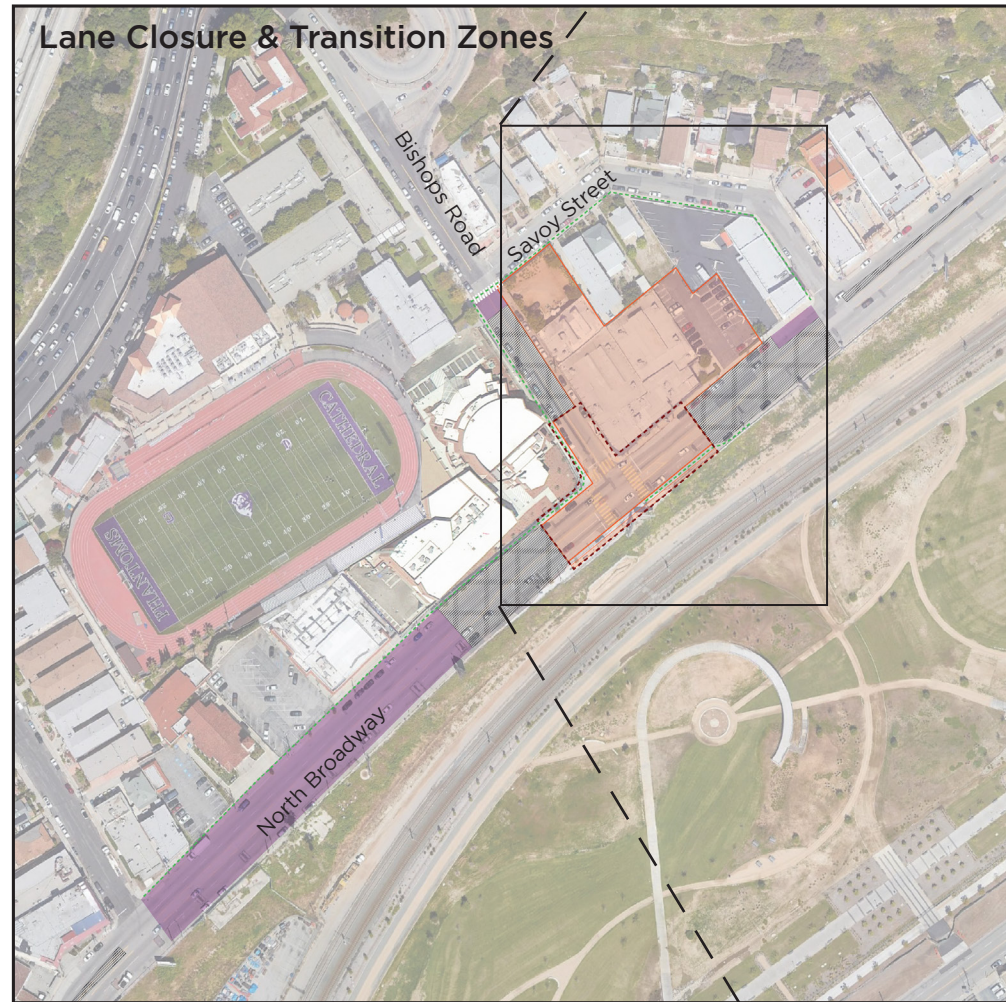 Lane Closure & Transition Zones
Bishops Road
Savoy Street
CATHEDRAL
PHANTOMS
North Broadway